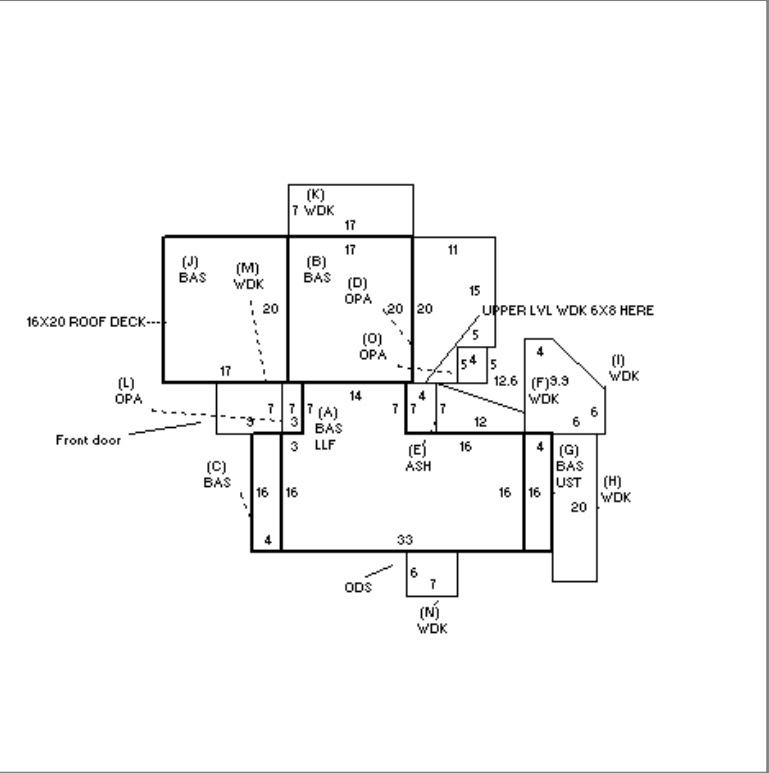 (K)
7 WDK
17
17
11
(J)
BAS
(M)
WDK
(B)
BAS
(D)
OPA
15
20
20
20
16X20 ROOF DECK
UPPER LVL WDK 6X8 HERE
(O)
OPA
5
5
4
5
4
(I)
WDK
17
12.6
(F)
9.9
WDK
(L)
OPA
14
4
7
7
7
(A)
BAS
LLF
7
7
7
6
9
3
12
6
Front door
3
16
4
(G)
BAS
UST
(C)
BAS
(E)
ASH
(H)
WDK
16
16
16
16
20
4
33
ODS
6
7
(N)
WDK